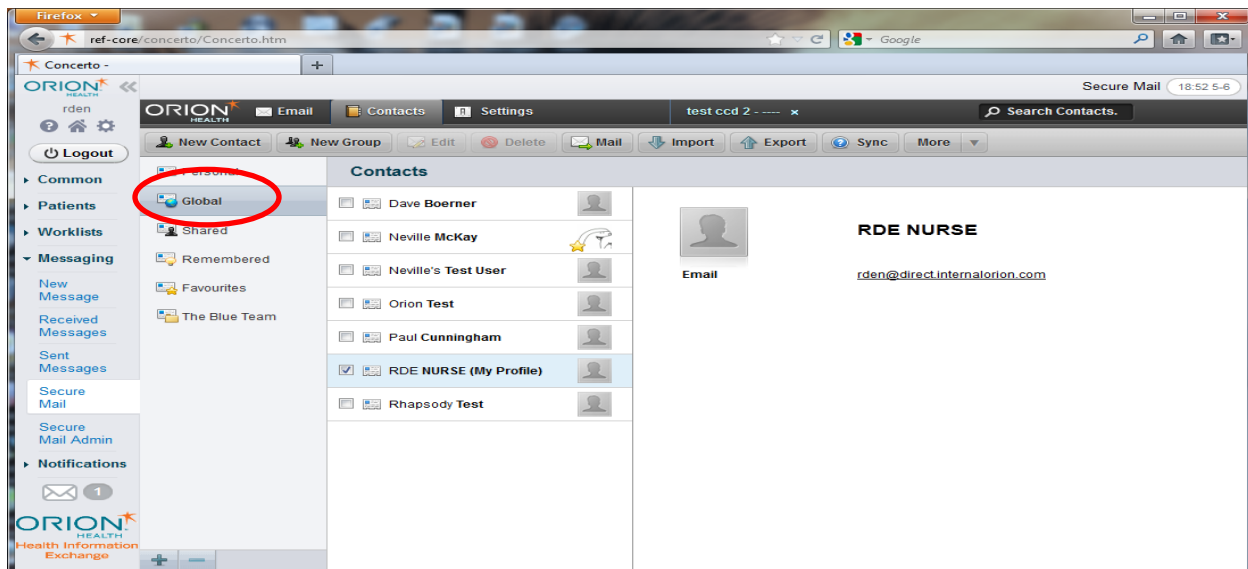 Firefox
ref-core/concerto/Concerto.htm
Google
Concerto -
+
ORION
HEALTH
Secure Mail
18:52 5-6
rden
Logout
Common
Patients
Worklists
Messaging
New
Message
Received
Messages
Sent
Messages
Secure
Mail
Secure
Mail Admin
Notifications
1
ORION
HEALTH
Health Information
Exchange
ORION
HEALTH
Email
Contacts
Settings
test ccd 2 - ---- x
Search Contacts.
New Contact
New Group
Edit
Delete
Mail
Import
Export
Sync
More
Personal
Global
Shared
Remembered
Favourites
The Blue Team
Contacts
Dave Boerner
Neville McKay
Neville's Test User
Orion Test
Paul Cunningham
RDE NURSE (My Profile)
Rhapsody Test
RDE NURSE
Email
rden@direct.internalorion.com